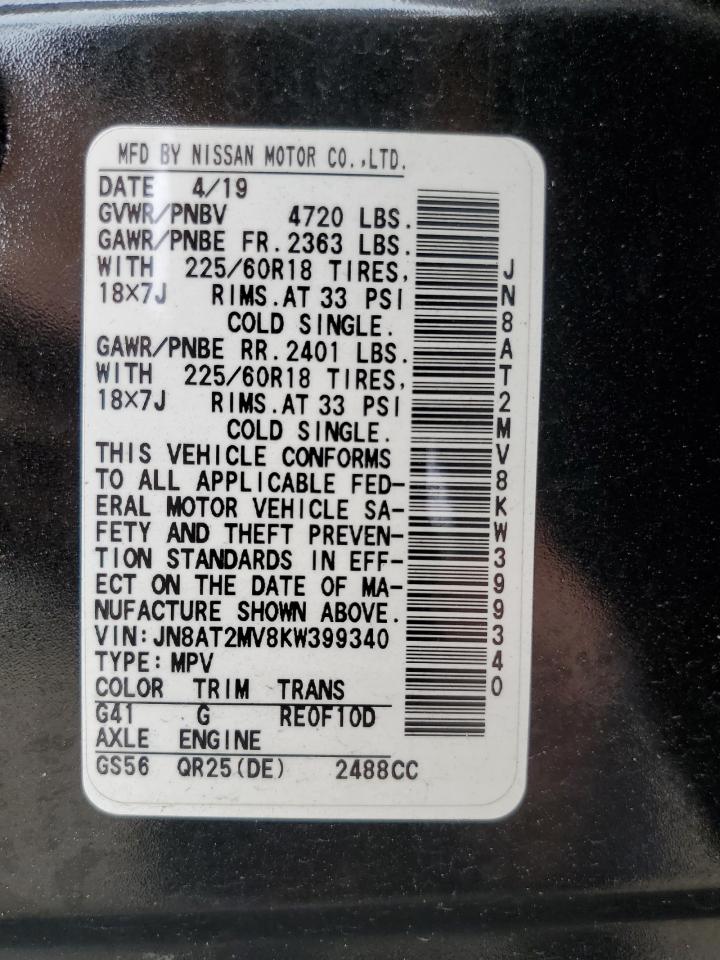 MFD BY NISSAN MOTOR CO.,LTD.
DATE 4/19
GVWR/PNBV 4720 LBS.
GAWR/PNBE FR.2363 LBS.
WITH 225/60R18 TIRES,
18×7J RIMS.AT 33 PSI
COLD SINGLE.
GAWR/PNBE RR.2401 LBS.
WITH 225/60R18 TIRES,
18×7J RIMS.AT 33 PSI
COLD SINGLE.
THIS VEHICLE CONFORMS
TO ALL APPLICABLE FED-
ERAL MOTOR VEHICLE SA-
FETY AND THEFT PREVEN-
TION STANDARDS IN EFF-
ECT ON THE DATE OF MA-
NUFACTURE SHOWN ABOVE.
VIN:JN8AT2MV8KW399340
TYPE:MPV
COLOR TRIM TRANS
G41 G RE0F10D
AXLE ENGINE
GS56 QR25(DE) 2488CC
JN8AT2MV8KW399340